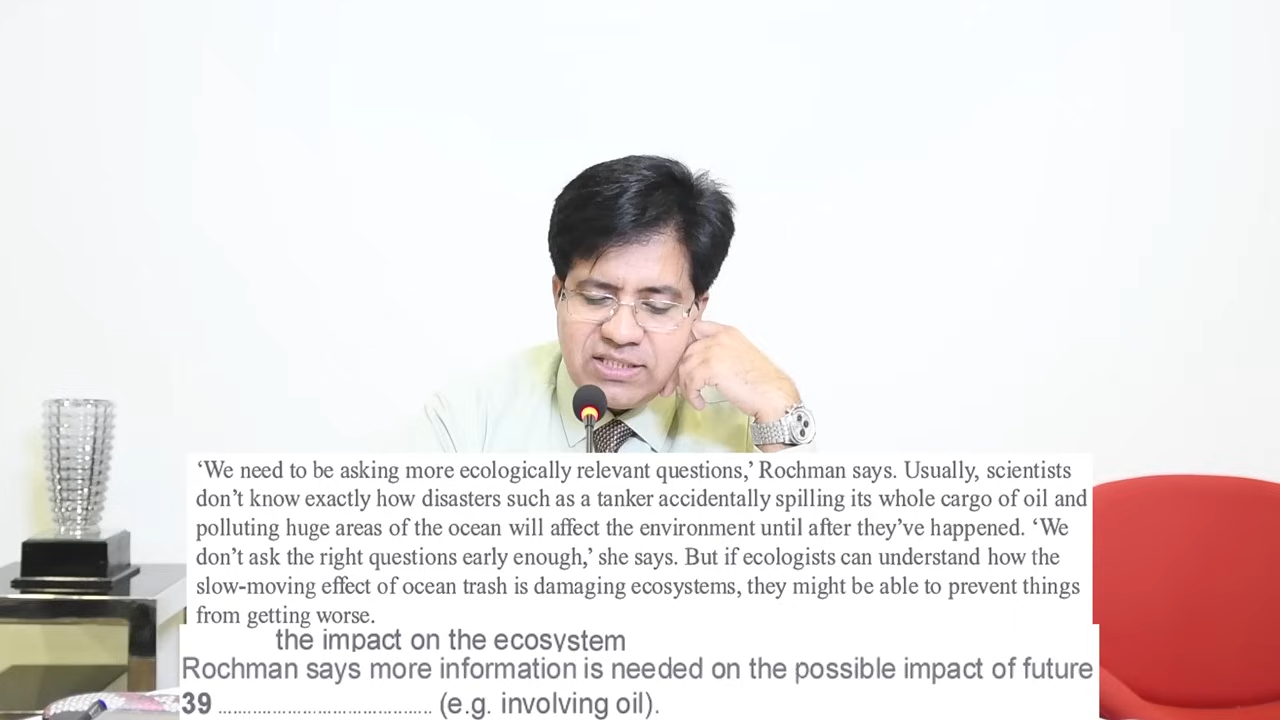 ‘We need to be asking more ecologically relevant questions,’ Rochman says. Usually, scientists
don’t know exactly how disasters such as a tanker accidentally spilling its whole cargo of oil and
polluting huge areas of the ocean will affect the environment until after they’ve happened. ‘We
don’t ask the right questions early enough,’ she says. But if ecologists can understand how the
slow-moving effect of ocean trash is damaging ecosystems, they might be able to prevent things
from getting worse.
the impact on the ecosystem
Rochman says more information is needed on the possible impact of future
39 ........................................ (e.g. involving oil).